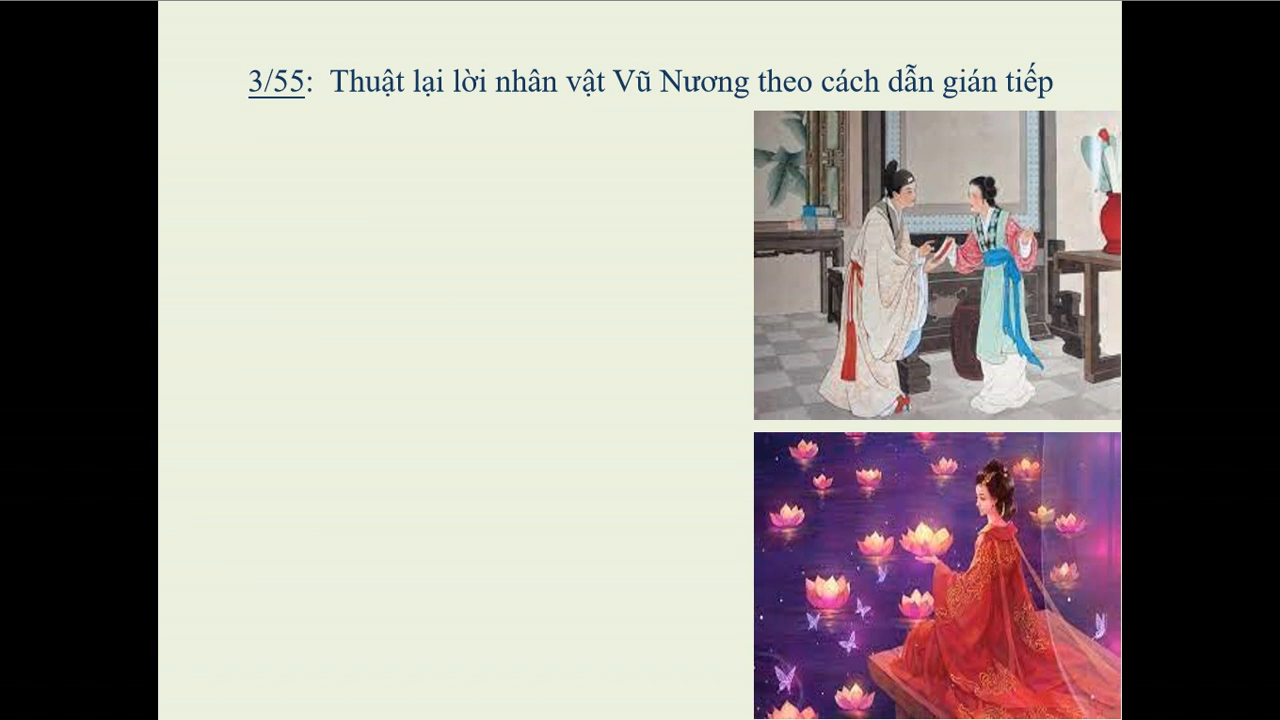 3/55:  Thuật lại lời nhân vật Vũ Nương theo cách dẫn gián tiếp